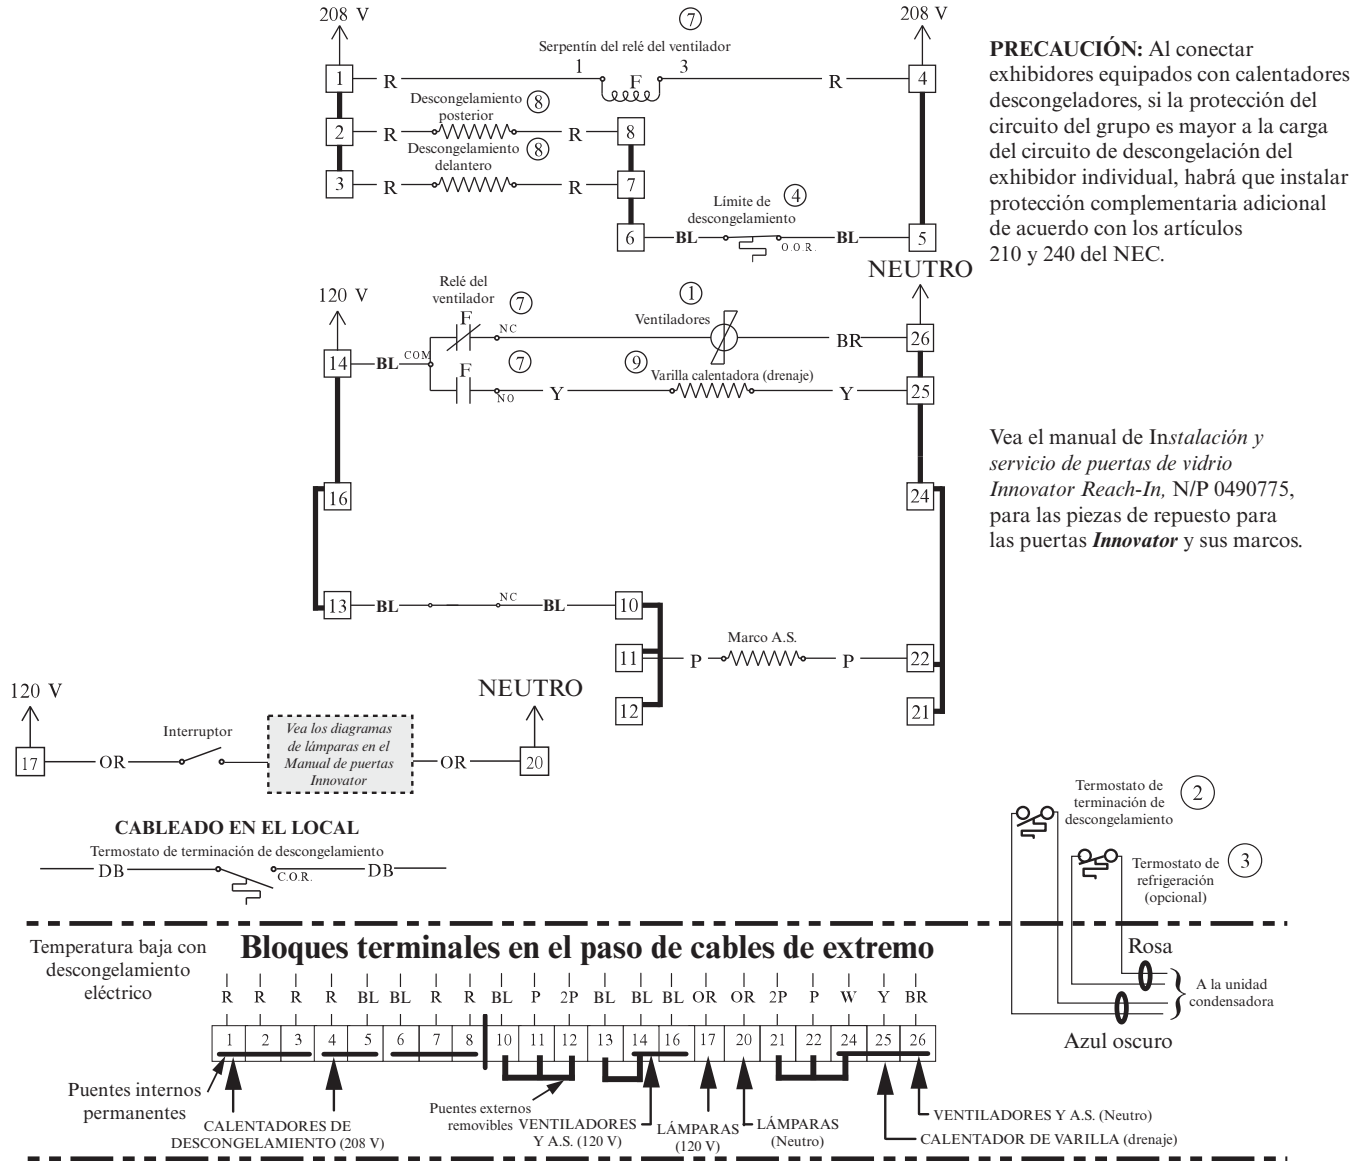 208 V
208 V
7
Serpentín del relé del ventilador
1
R
1
F
3
R
4
Descongelamiento
posterior
8
2
R
R
8
Descongelamiento
delantero
8
3
R
R
7
Límite de
descongelamiento
4
6
BL
O.O.R.
BL
5
PRECAUCIÓN: Al conectar
exhibidores equipados con calentadores
descongeladores, si la protección del
circuito del grupo es mayor a la carga
del circuito de descongelación del
exhibidor individual, habrá que instalar
protección complementaria adicional
de acuerdo con los artículos
210 y 240 del NEC.
NEUTRO
120 V
Relé del
ventilador
7
F
NC
1
Ventiladores
BR
26
14
BL
COM
F
7
NO
Y
9
Varilla calentadora (drenaje)
Y
25
Vea el manual de Instalación y
servicio de puertas de vidrio
Innovator Reach-In, N/P 0490775,
para las piezas de repuesto para
las puertas Innovator y sus marcos.
16
24
13
BL
NC
BL
10
11
P
Marco A.S.
P
22
12
21
120 V
NEUTRO
17
OR
Interruptor
Vea los diagramas
de lámparas en el
Manual de puertas
Innovator
OR
20
CABLEADO EN EL LOCAL
Termostato de terminación de descongelamiento
DB
C.O.R.
DB
Termostato de
terminación de
descongelamiento
2
Termostato de
refrigeración
(opcional)
3
Rosa
A la unidad
condensadora
Azul oscuro
Temperatura baja con
descongelamiento
eléctrico
Bloques terminales en el paso de cables de extremo
R R R R BL BL R R BL P 2P BL BL BL OR OR 2P P W Y BR
1 2 3 4 5 6 7 8 10 11 12 13 14 16 17 20 21 22 24 25 26
Puentes internos
permanentes
CALENTADORES DE
DESCONGELAMIENTO (208 V)
Puentes externos
removibles
VENTILADORES
Y A.S. (120 V)
LÁMPARAS
(120 V)
LÁMPARAS
(Neutro)
VENTILADORES Y A.S. (Neutro)
CALENTADOR DE VARILLA (drenaje)